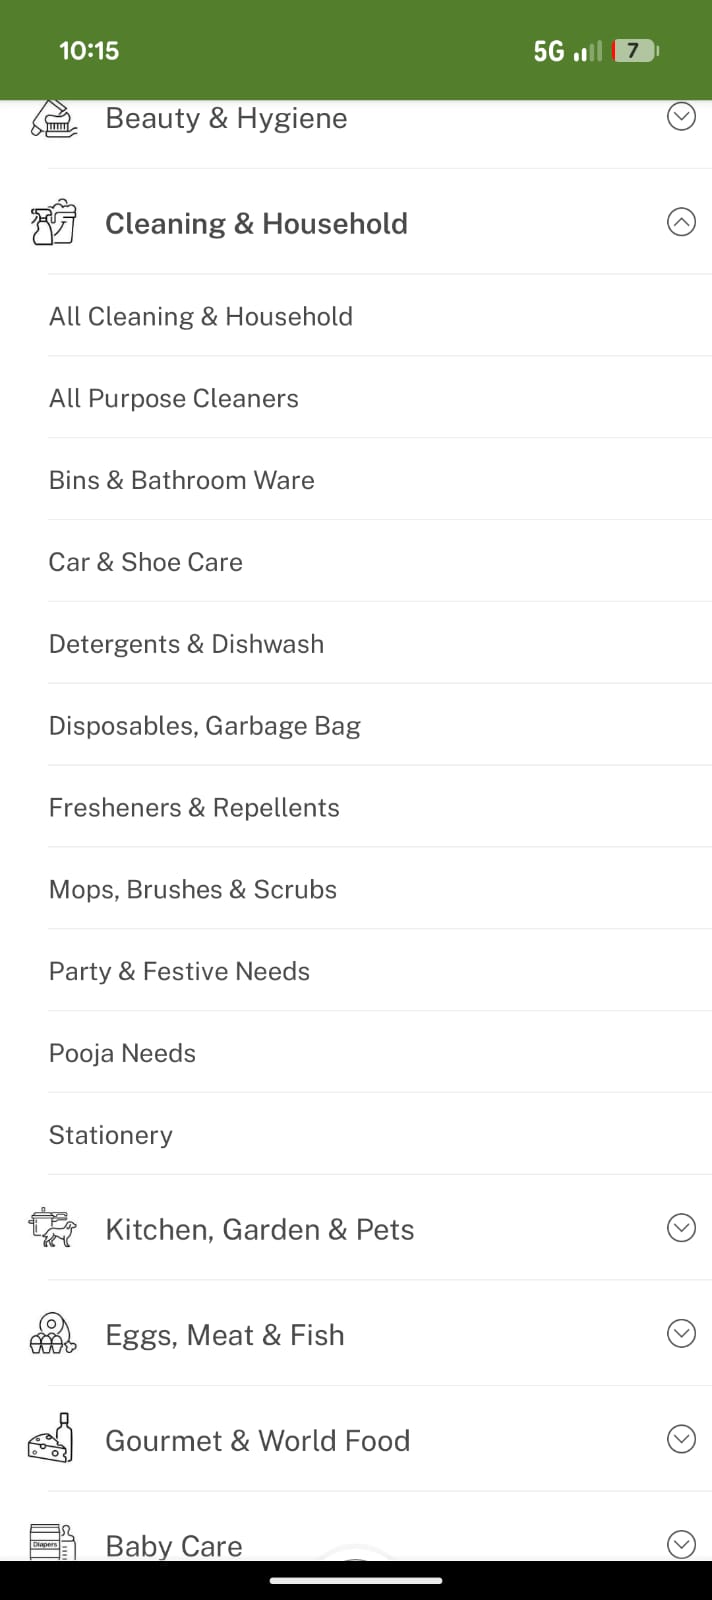 10:15
5G
7
Beauty & Hygiene
Cleaning & Household
All Cleaning & Household
All Purpose Cleaners
Bins & Bathroom Ware
Car & Shoe Care
Detergents & Dishwash
Disposables, Garbage Bag
Fresheners & Repellents
Mops, Brushes & Scrubs
Party & Festive Needs
Pooja Needs
Stationery
Kitchen, Garden & Pets
Eggs, Meat & Fish
Gourmet & World Food
Diapers
Baby Care